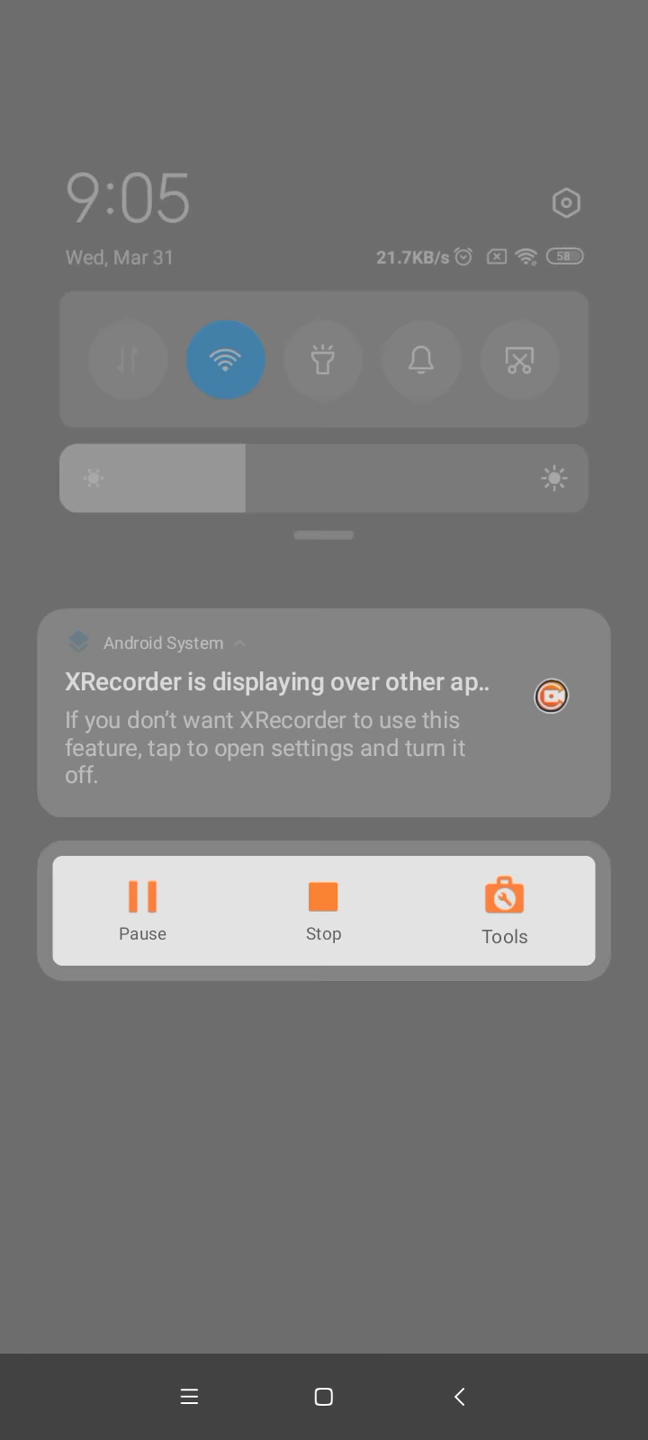 9:05
Wed, Mar 31
21.7KB/s
58
Android System
XRecorder is displaying over other ap..
If you don't want XRecorder to use this
feature, tap to open settings and turn it
off.
Pause
Stop
Tools